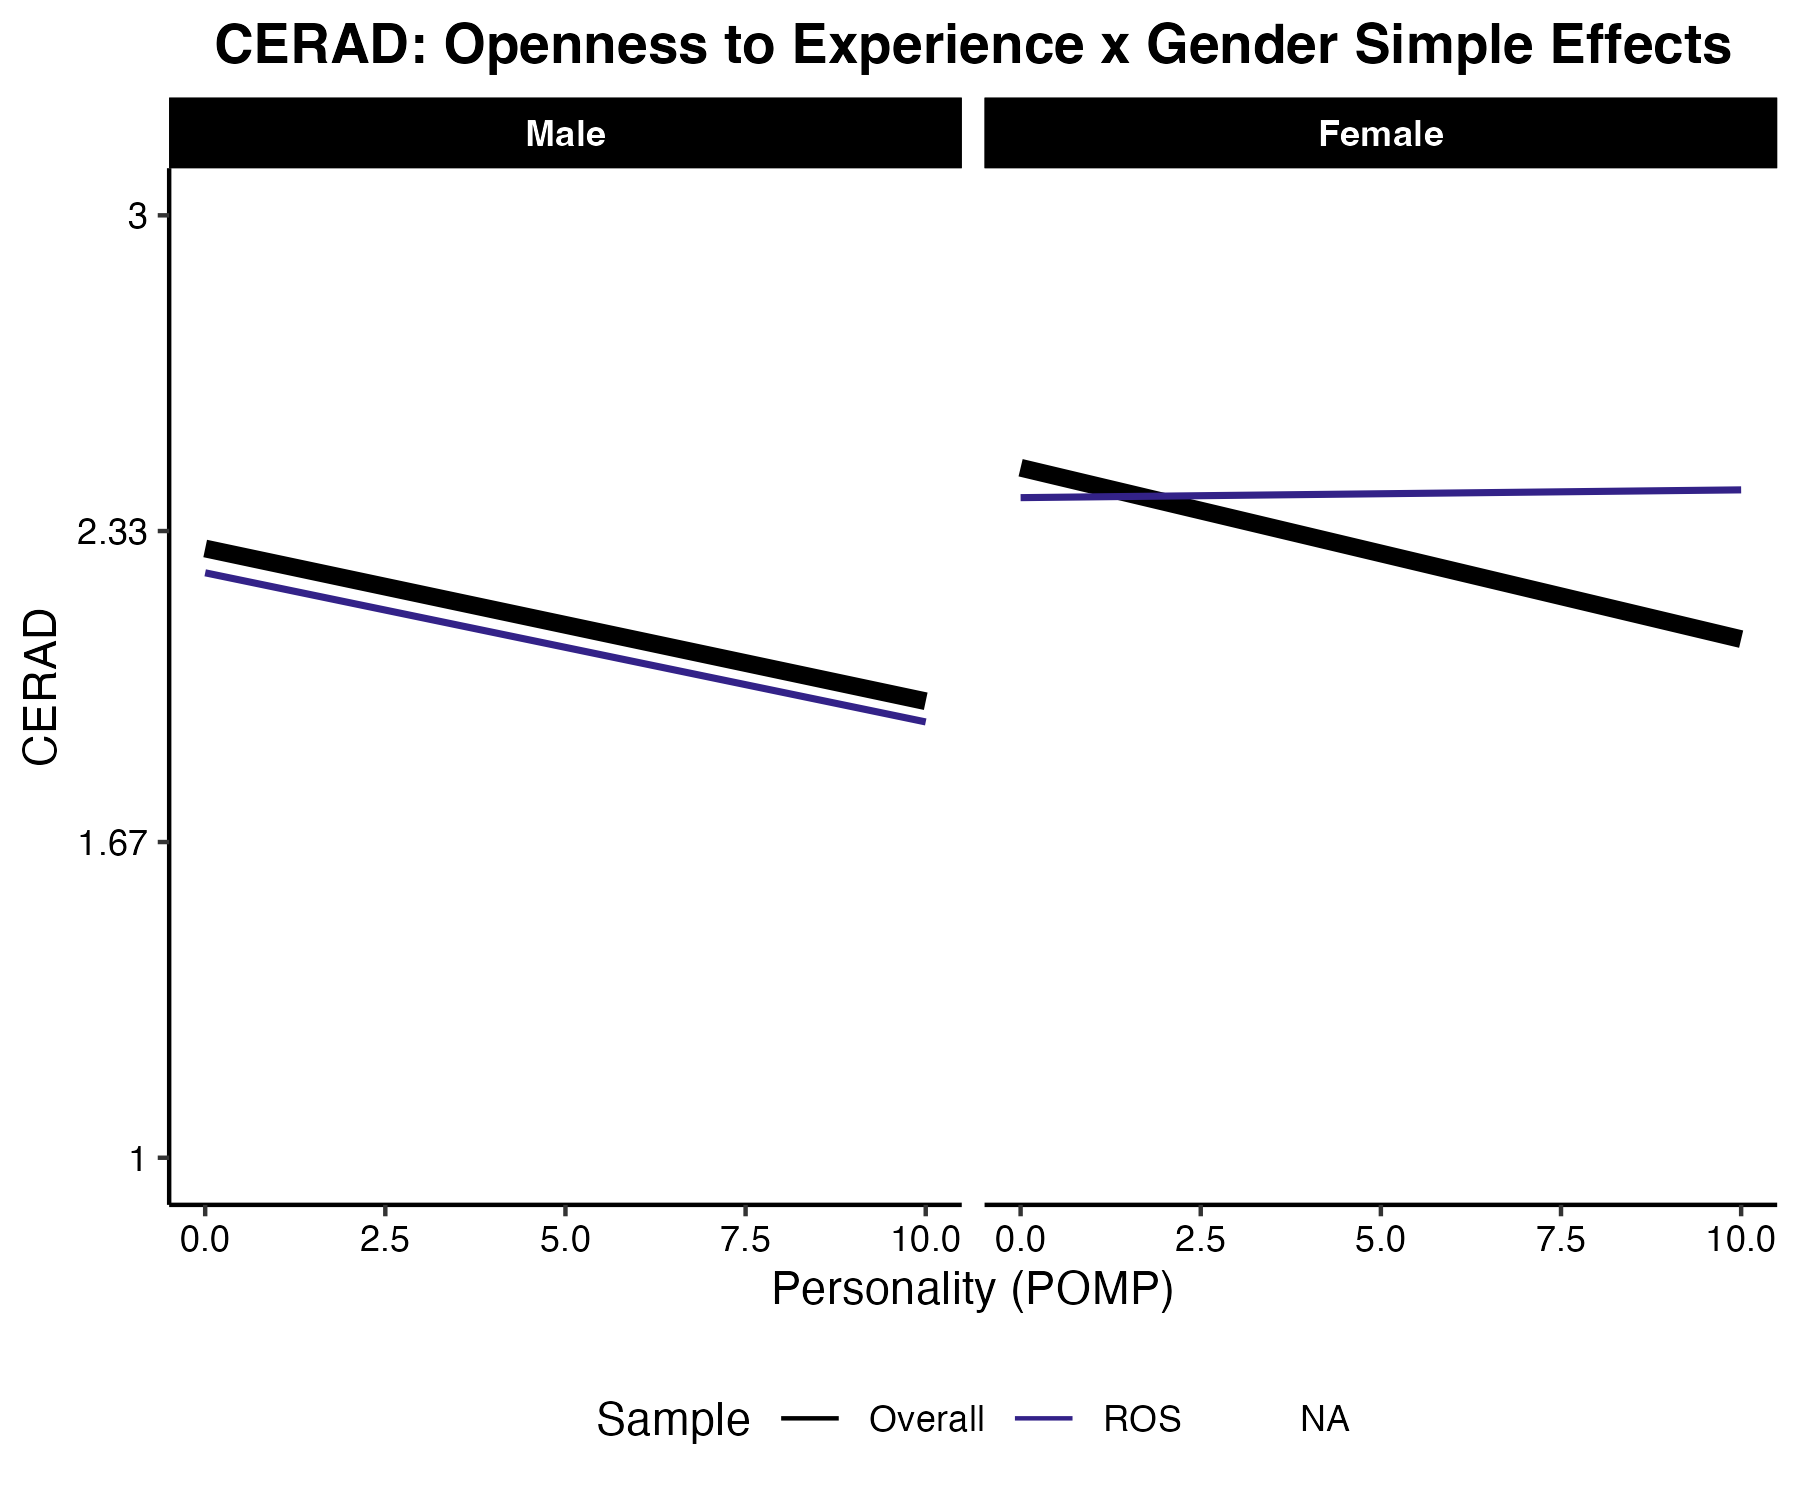 CERAD: Openness to Experience x Gender Simple Effects
Male
Female
3
2.33
1.67
1
CERAD
0.0 2.5 5.0 7.5 10.0
0.0 2.5 5.0 7.5 10.0
Personality (POMP)
Sample Overall ROS NA